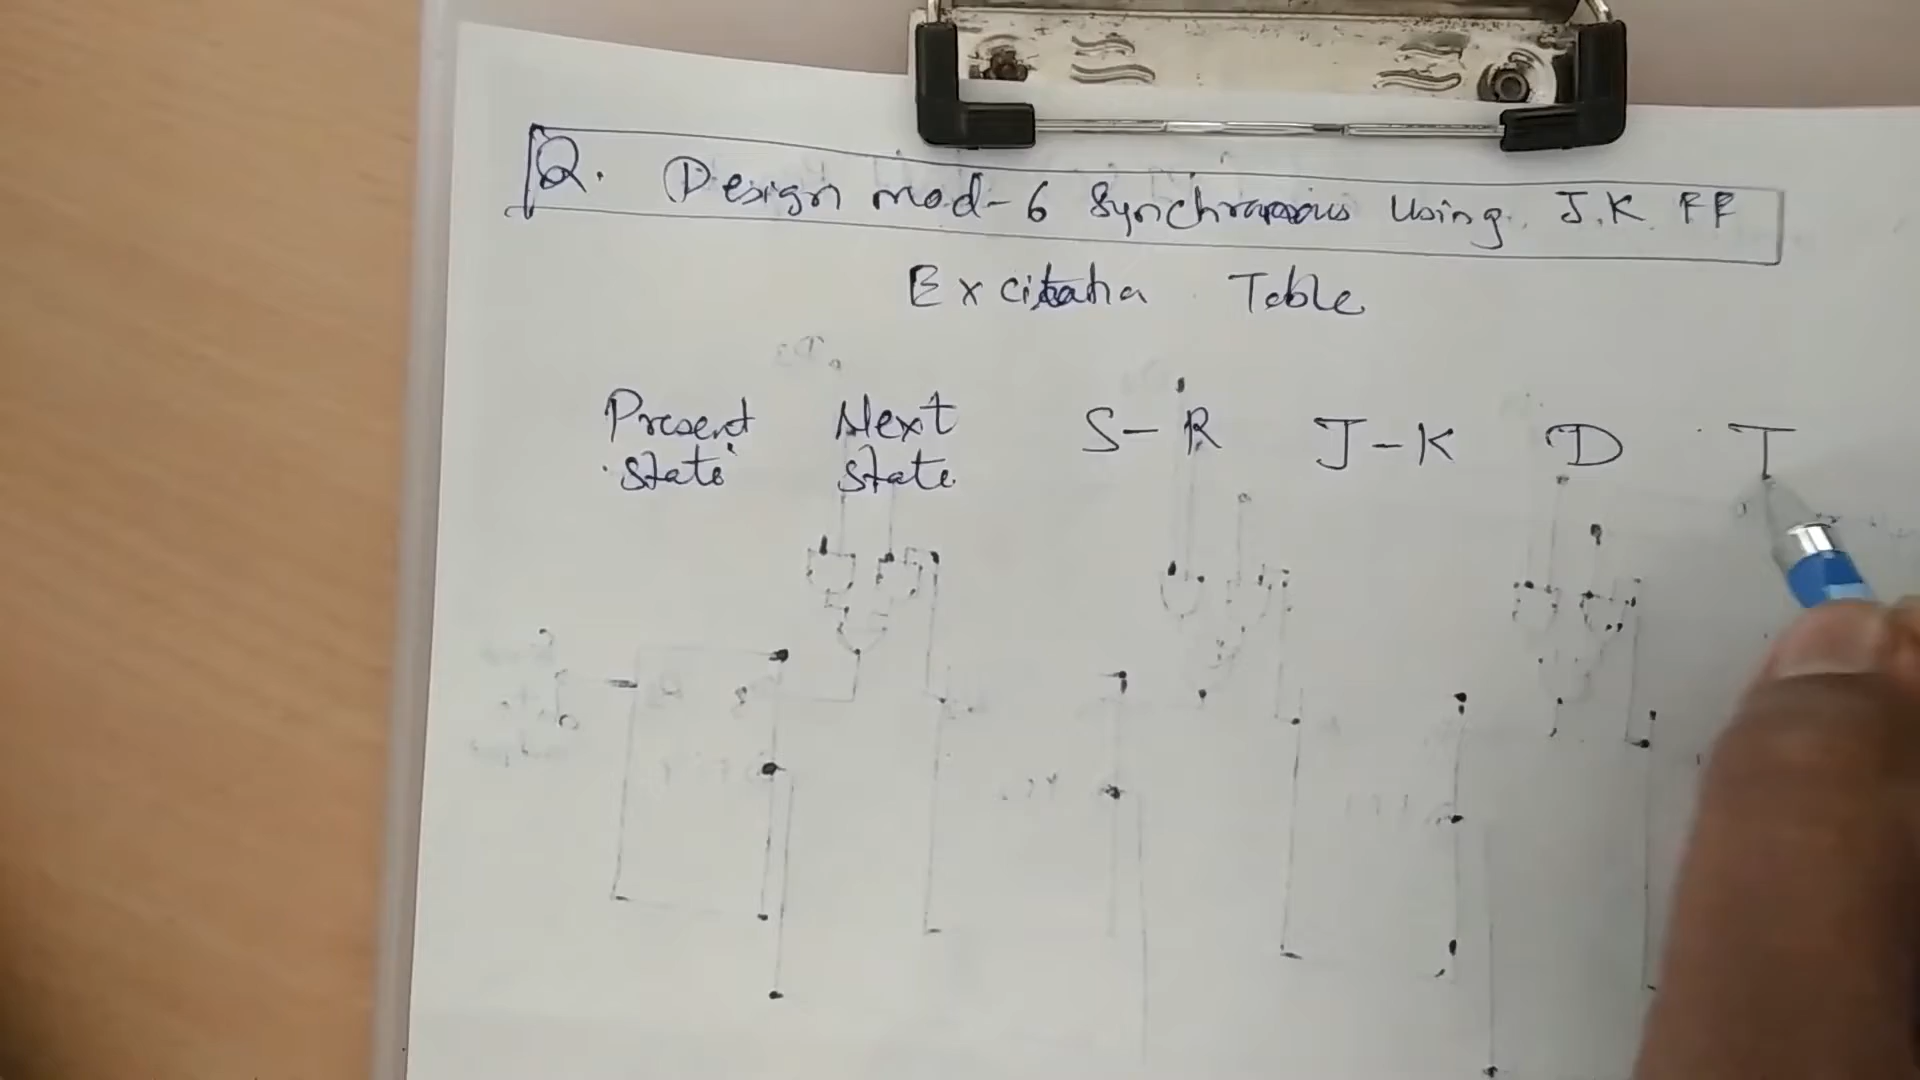 Q. Design mod-6 Synchronous Using J.K FF
Excitation Table
Present Next S-R J-K D T
state state